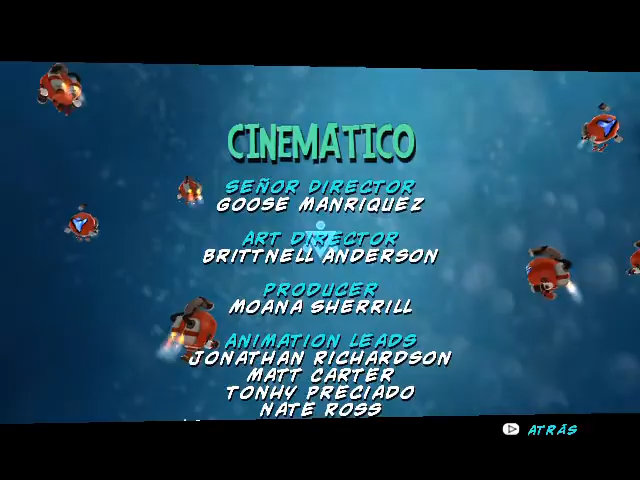 CINEMÁTICO
SEÑOR DIRECTOR
GOOSE MANRIQUEZ
ART DIRECTOR
BRITTNELL ANDERSON
PRODUCER
MOANA SHERRILL
ANIMATION LEADS
JONATHAN RICHARDSON
MATT CARTER
TONHY PRECIADO
NATE ROSS
ATRÁS